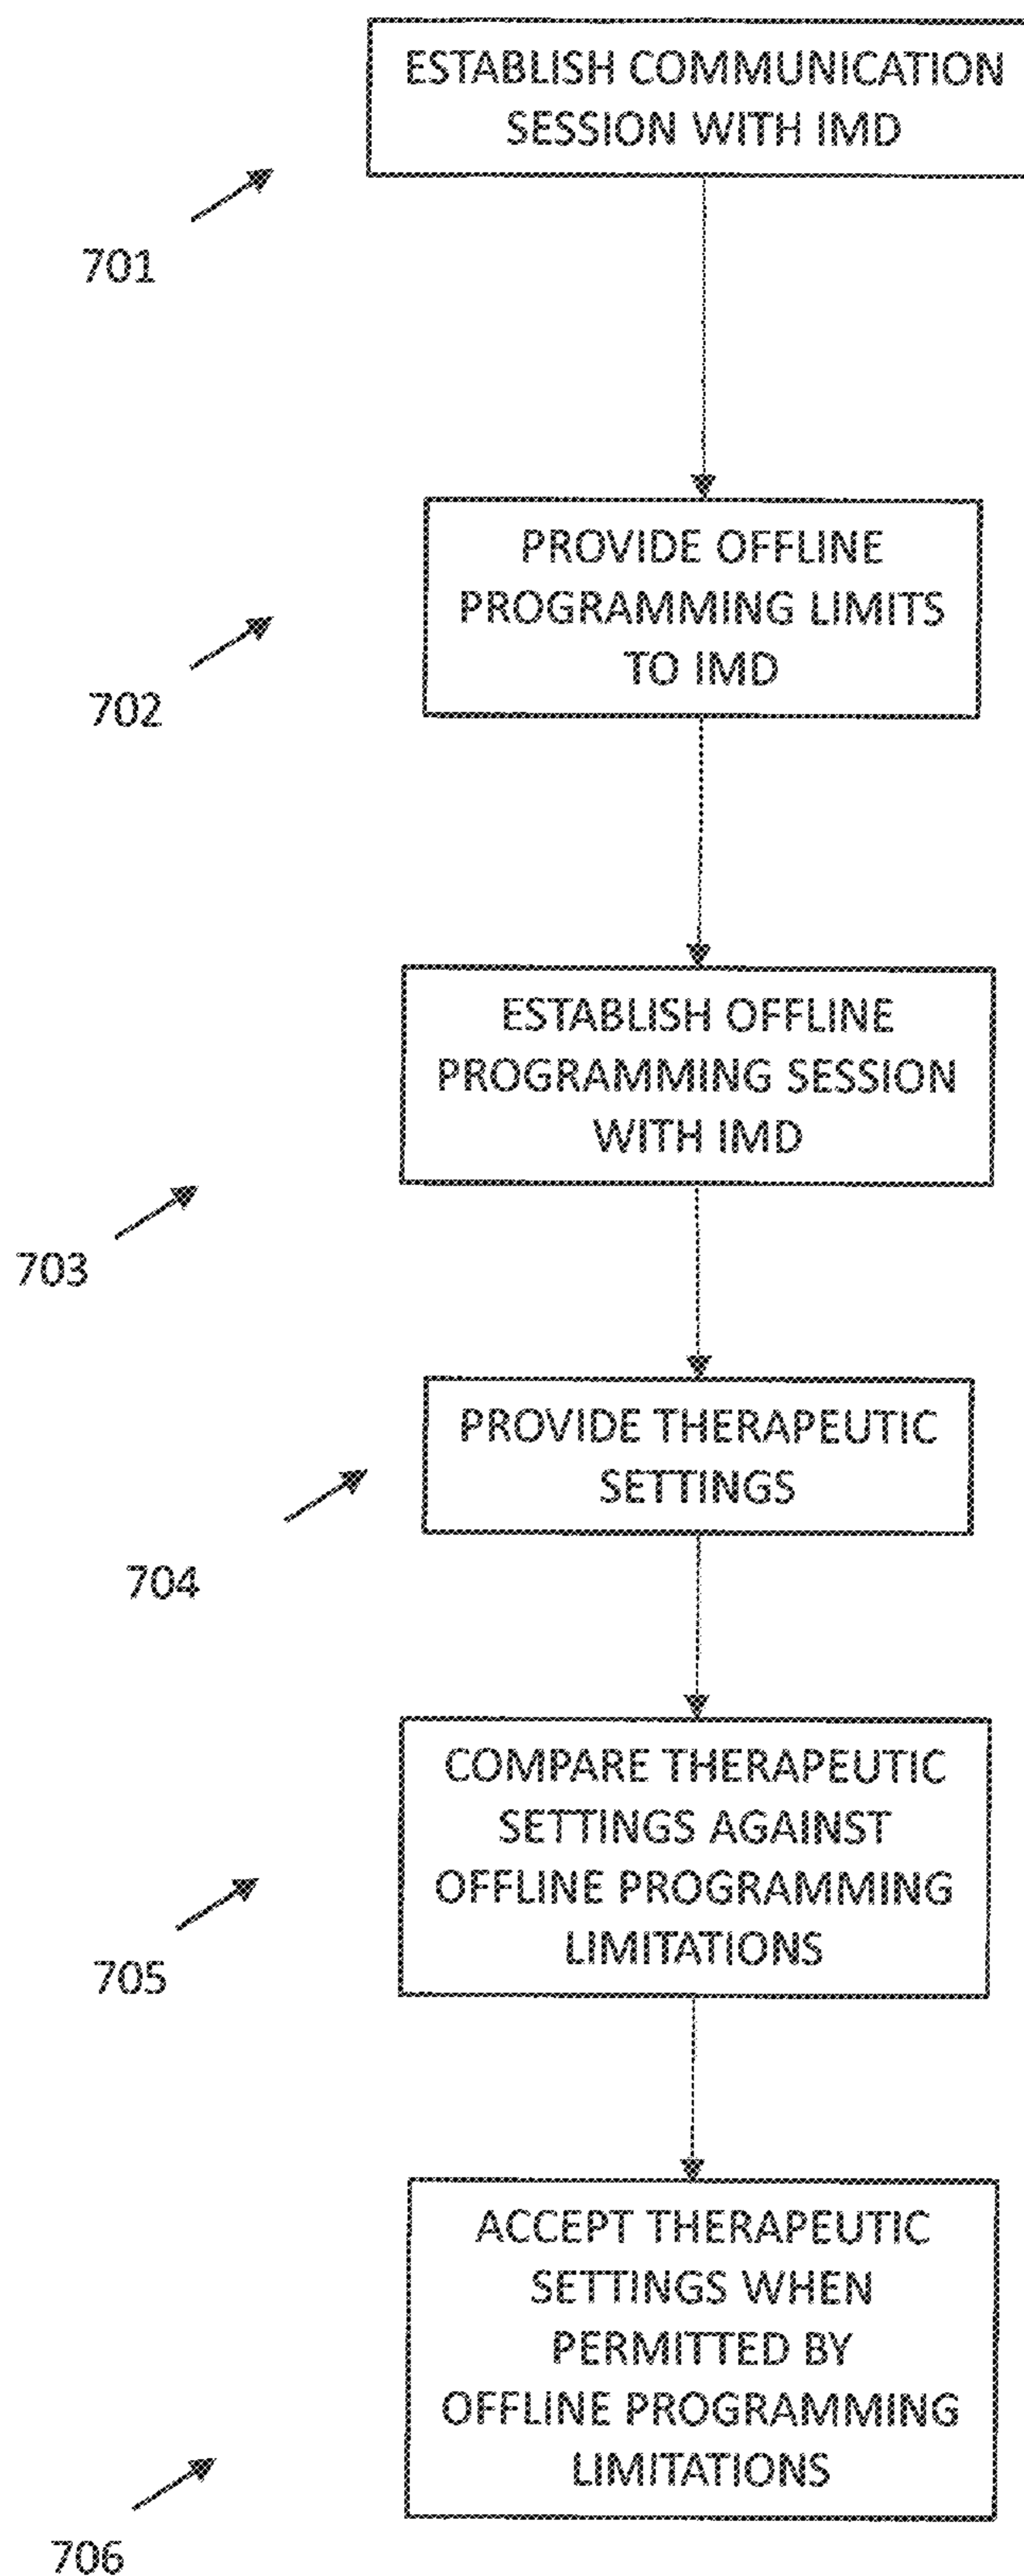 ESTABLISH COMMUNICATION
SESSION WITH IMD
701
PROVIDE OFFLINE
PROGRAMMING LIMITS
TO IMD
702
ESTABLISH OFFLINE
PROGRAMMING SESSION
WITH IMD
703
PROVIDE THERAPEUTIC
SETTINGS
704
COMPARE THERAPEUTIC
SETTINGS AGAINST
OFFLINE PROGRAMMING
LIMITATIONS
705
ACCEPT THERAPEUTIC
SETTINGS WHEN
PERMITTED BY
OFFLINE PROGRAMMING
LIMITATIONS
706